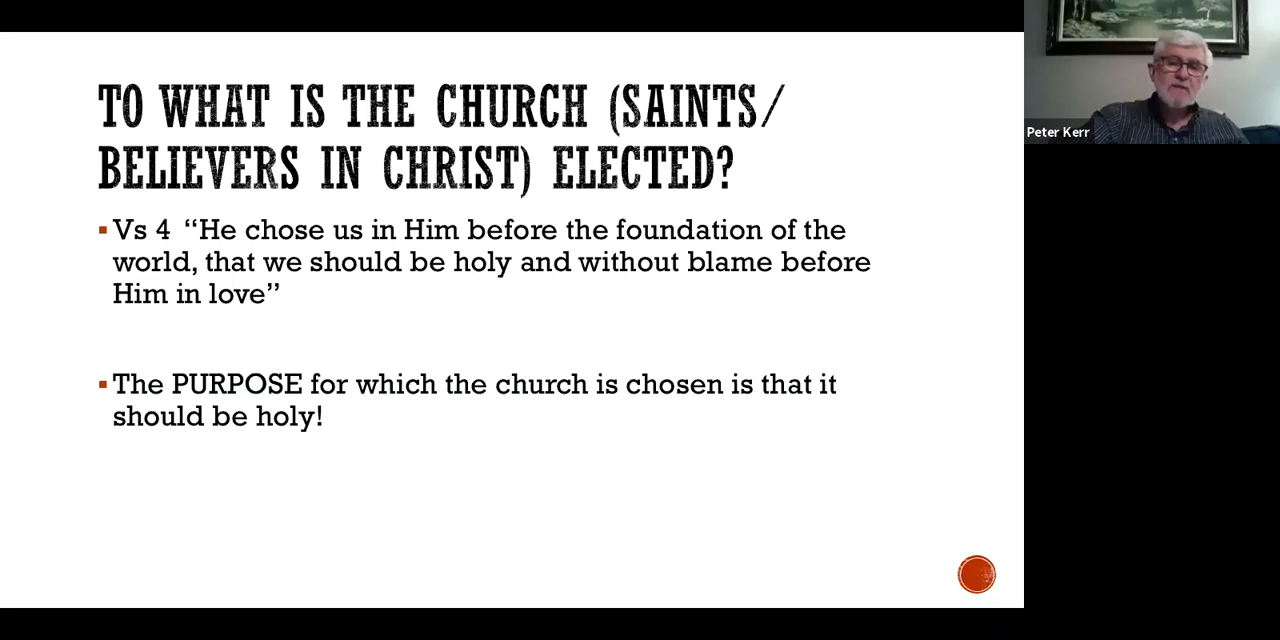 TO WHAT IS THE CHURCH (SAINTS/
BELIEVERS IN CHRIST) ELECTED?
▪Vs 4 “He chose us in Him before the foundation of the
world, that we should be holy and without blame before
Him in love”
▪The PURPOSE for which the church is chosen is that it
should be holy!
Peter Kerr